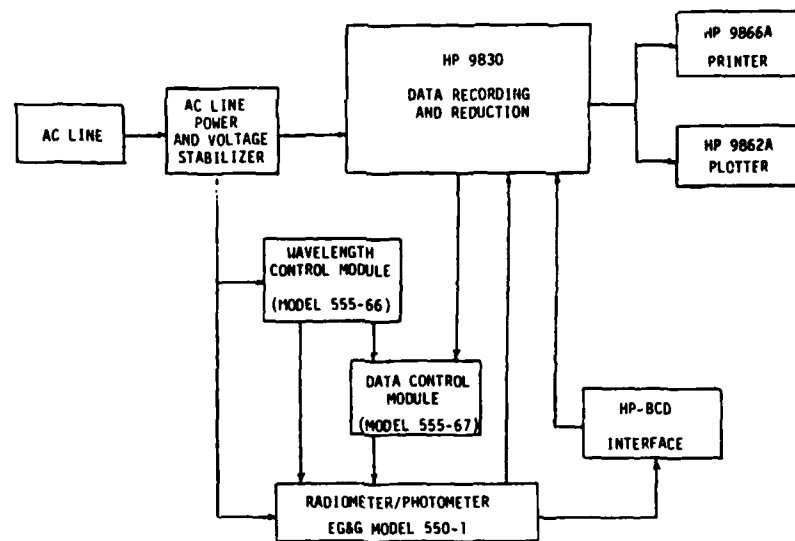 HP 9866A
PRINTER
HP 9830
DATA RECORDING
AND REDUCTION
AC LINE
POWER
AND VOLTAGE
STABILIZER
AC LINE
HP 9862A
PLOTTER
WAVELENGTH
CONTROL MODULE
(MODEL 555-66)
DATA CONTROL
MODULE
(MODEL 555-67)
HP-BCD
INTERFACE
RADIOMETER/PHOTOMETER
EG&G MODEL 550-1